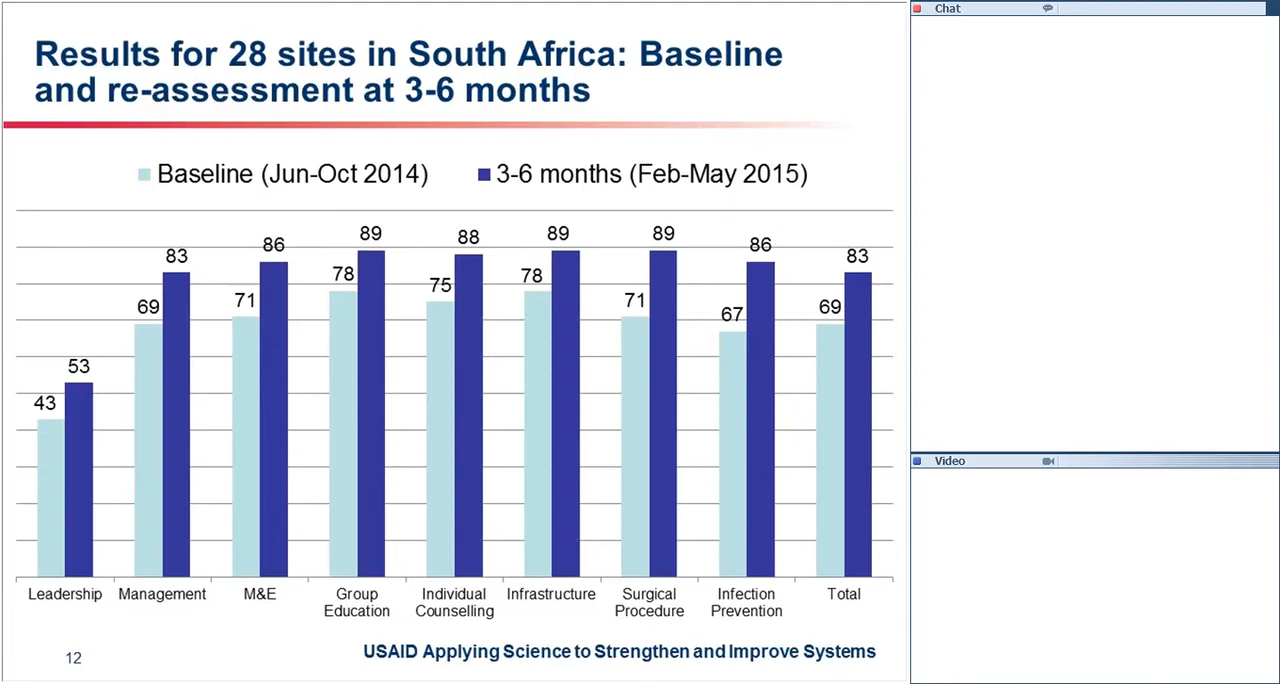 Results for 28 sites in South Africa: Baseline
and re-assessment at 3-6 months
Baseline (Jun-Oct 2014) 3-6 months (Feb-May 2015)
43 53 69 83 71 86 78 89 75 88 78 89 71 89 67 86 69 83
Leadership Management M&E Group Individual Infrastructure Surgical Infection Total
Education Counselling Procedure Prevention
12 USAID Applying Science to Strengthen and Improve Systems
Chat
Video